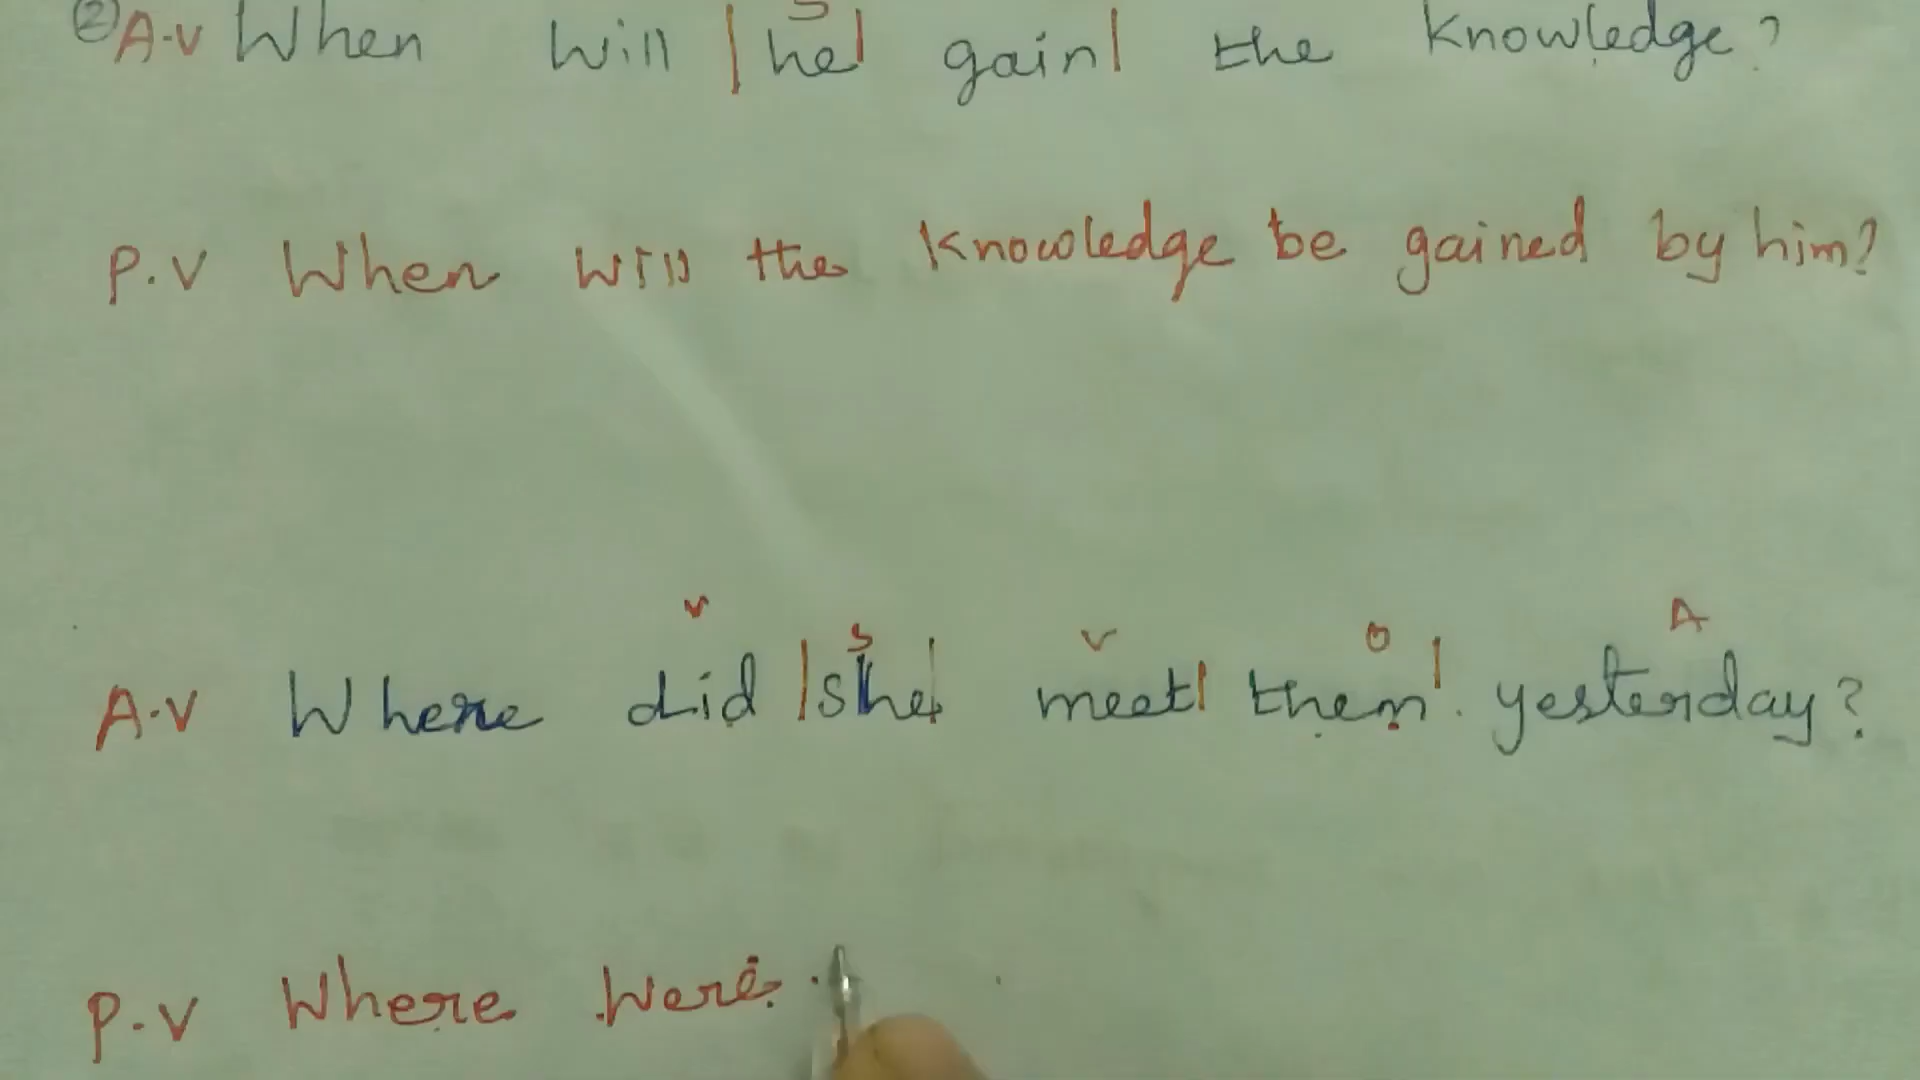 ② A.V When will | he | gain | the knowledge?
S
P.V When will the knowledge be gained by him?
V S V O A
A.V Where did | she | meet | them | yesterday?
P.V Where were